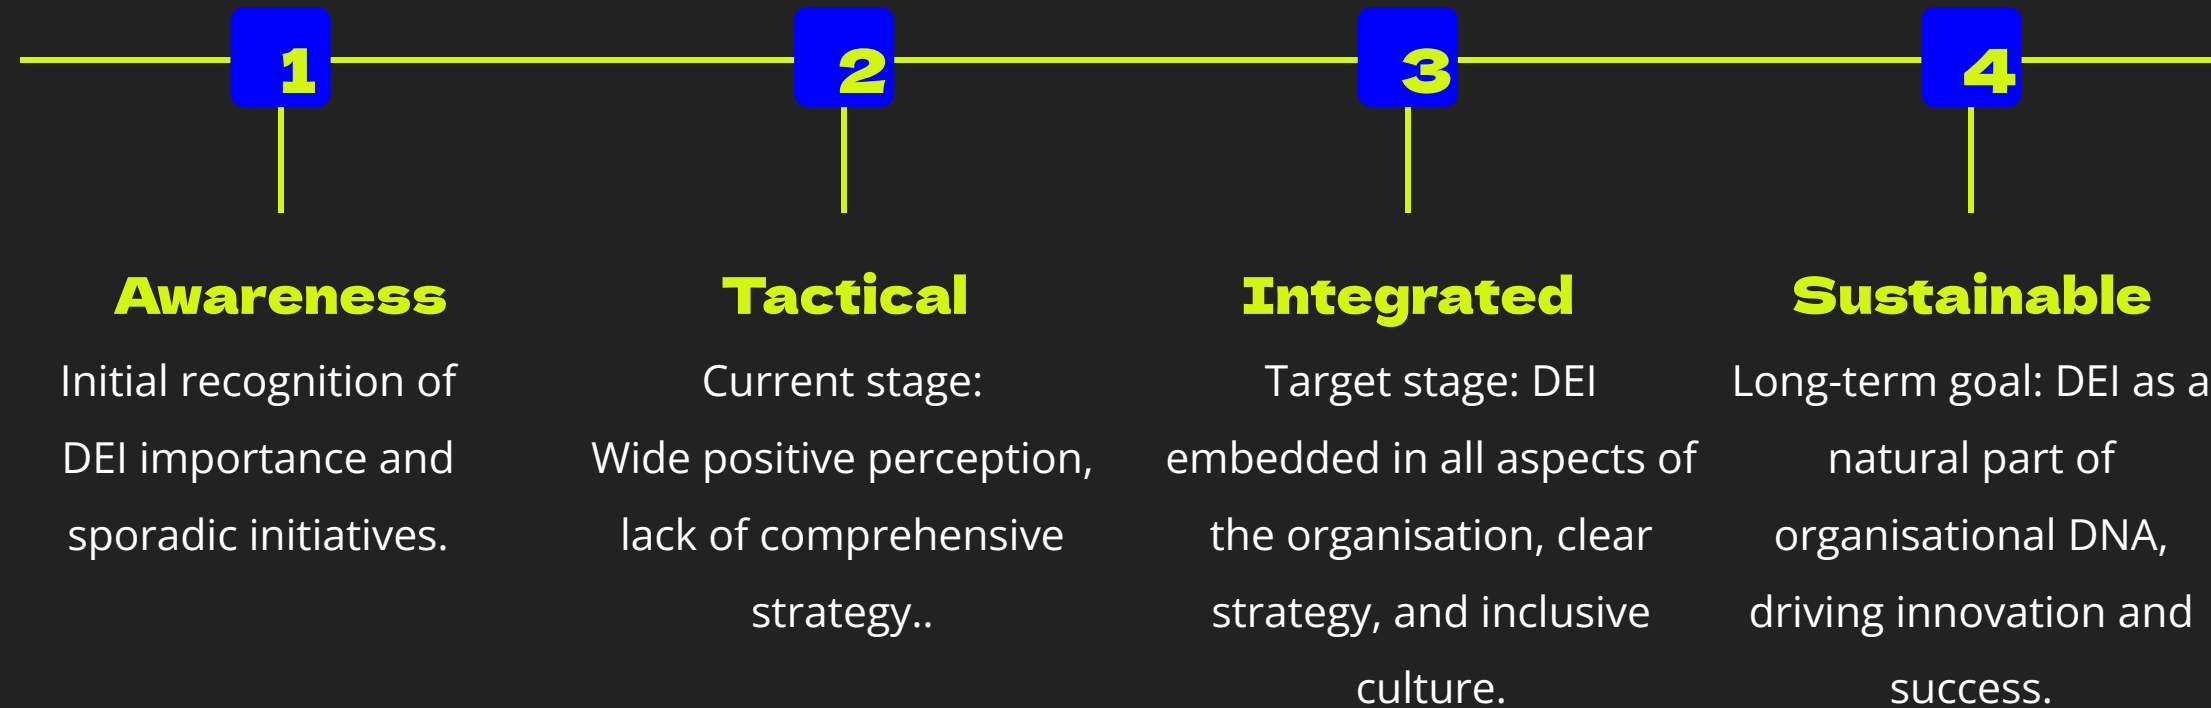 1
2
3
4
Awareness
Initial recognition of
DEI importance and
sporadic initiatives.
Tactical
Current stage:
Wide positive perception,
lack of comprehensive
strategy..
Integrated
Target stage: DEI
embedded in all aspects of
the organisation, clear
strategy, and inclusive
culture.
Sustainable
Long-term goal: DEI as a
natural part of
organisational DNA,
driving innovation and
success.